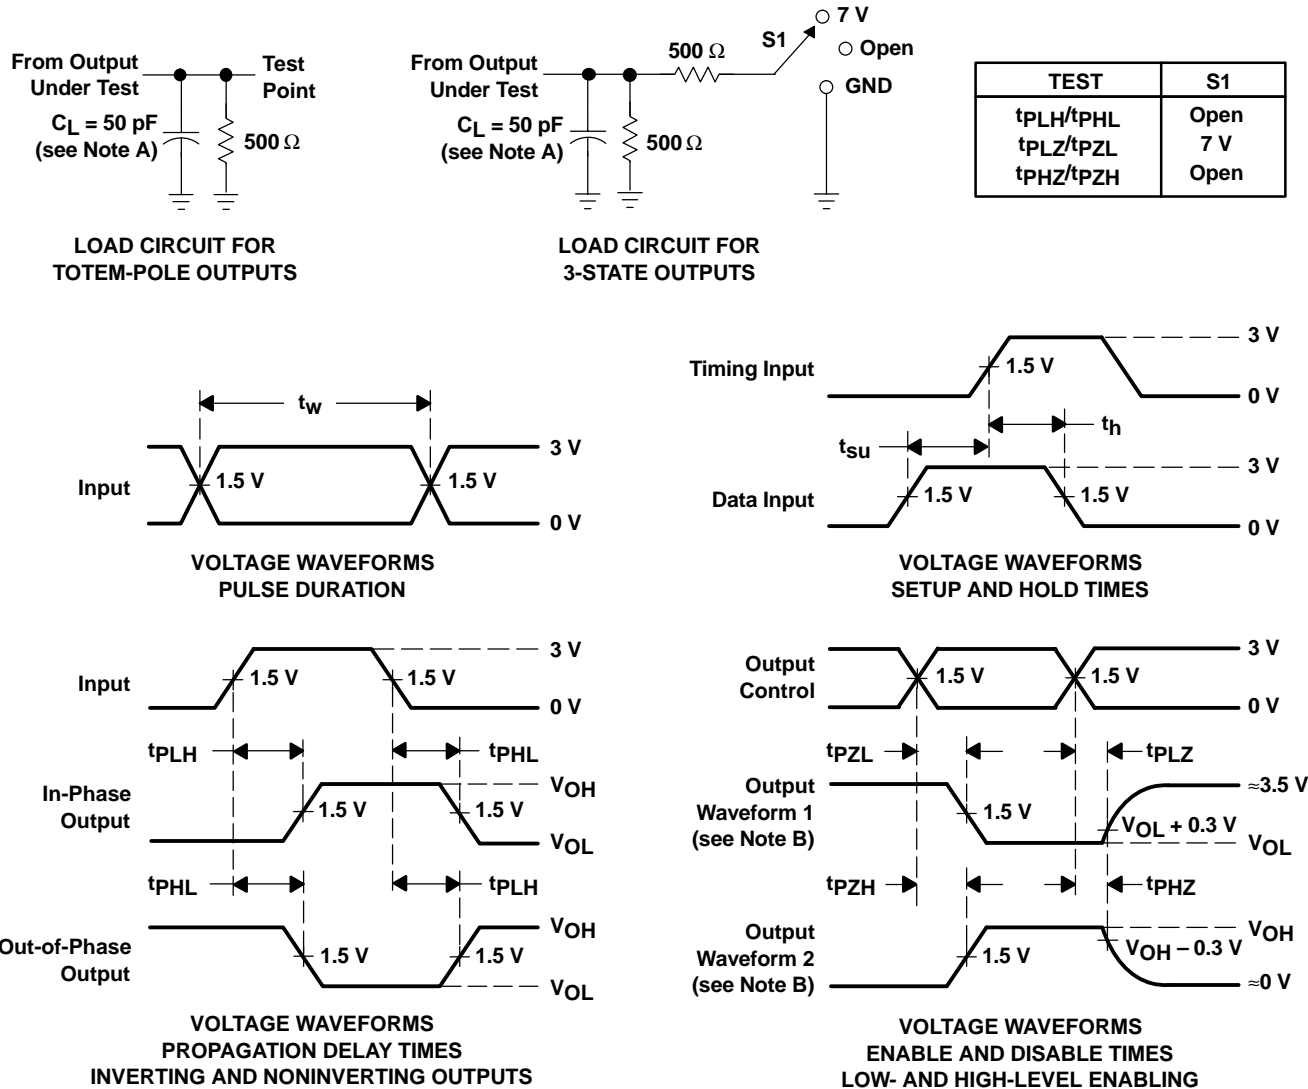 From Output
Under Test
Test
Point
CL = 50 pF
(see Note A)
500 Ω
LOAD CIRCUIT FOR
TOTEM-POLE OUTPUTS
From Output
Under Test
500 Ω
S1
7 V
Open
GND
CL = 50 pF
(see Note A)
500 Ω
LOAD CIRCUIT FOR
3-STATE OUTPUTS
TEST S1
tPLH/tPHL Open
tPLZ/tPZL 7 V
tPHZ/tPZH Open
tw
Input
1.5 V
1.5 V
3 V
0 V
VOLTAGE WAVEFORMS
PULSE DURATION
Timing Input
1.5 V
3 V
0 V
tsu
th
Data Input
1.5 V
1.5 V
3 V
0 V
VOLTAGE WAVEFORMS
SETUP AND HOLD TIMES
Input
1.5 V
1.5 V
3 V
0 V
tPLH
tPHL
In-Phase
Output
1.5 V
1.5 V
VOH
VOL
tPHL
tPLH
Out-of-Phase
Output
1.5 V
1.5 V
VOH
VOL
VOLTAGE WAVEFORMS
PROPAGATION DELAY TIMES
INVERTING AND NONINVERTING OUTPUTS
Output
Control
1.5 V
1.5 V
3 V
0 V
tPZL
tPLZ
Output
Waveform 1
(see Note B)
1.5 V
VOL + 0.3 V
≈3.5 V
VOL
tPZH
tPHZ
Output
Waveform 2
(see Note B)
1.5 V
VOH – 0.3 V
VOH
≈0 V
VOLTAGE WAVEFORMS
ENABLE AND DISABLE TIMES
LOW- AND HIGH-LEVEL ENABLING